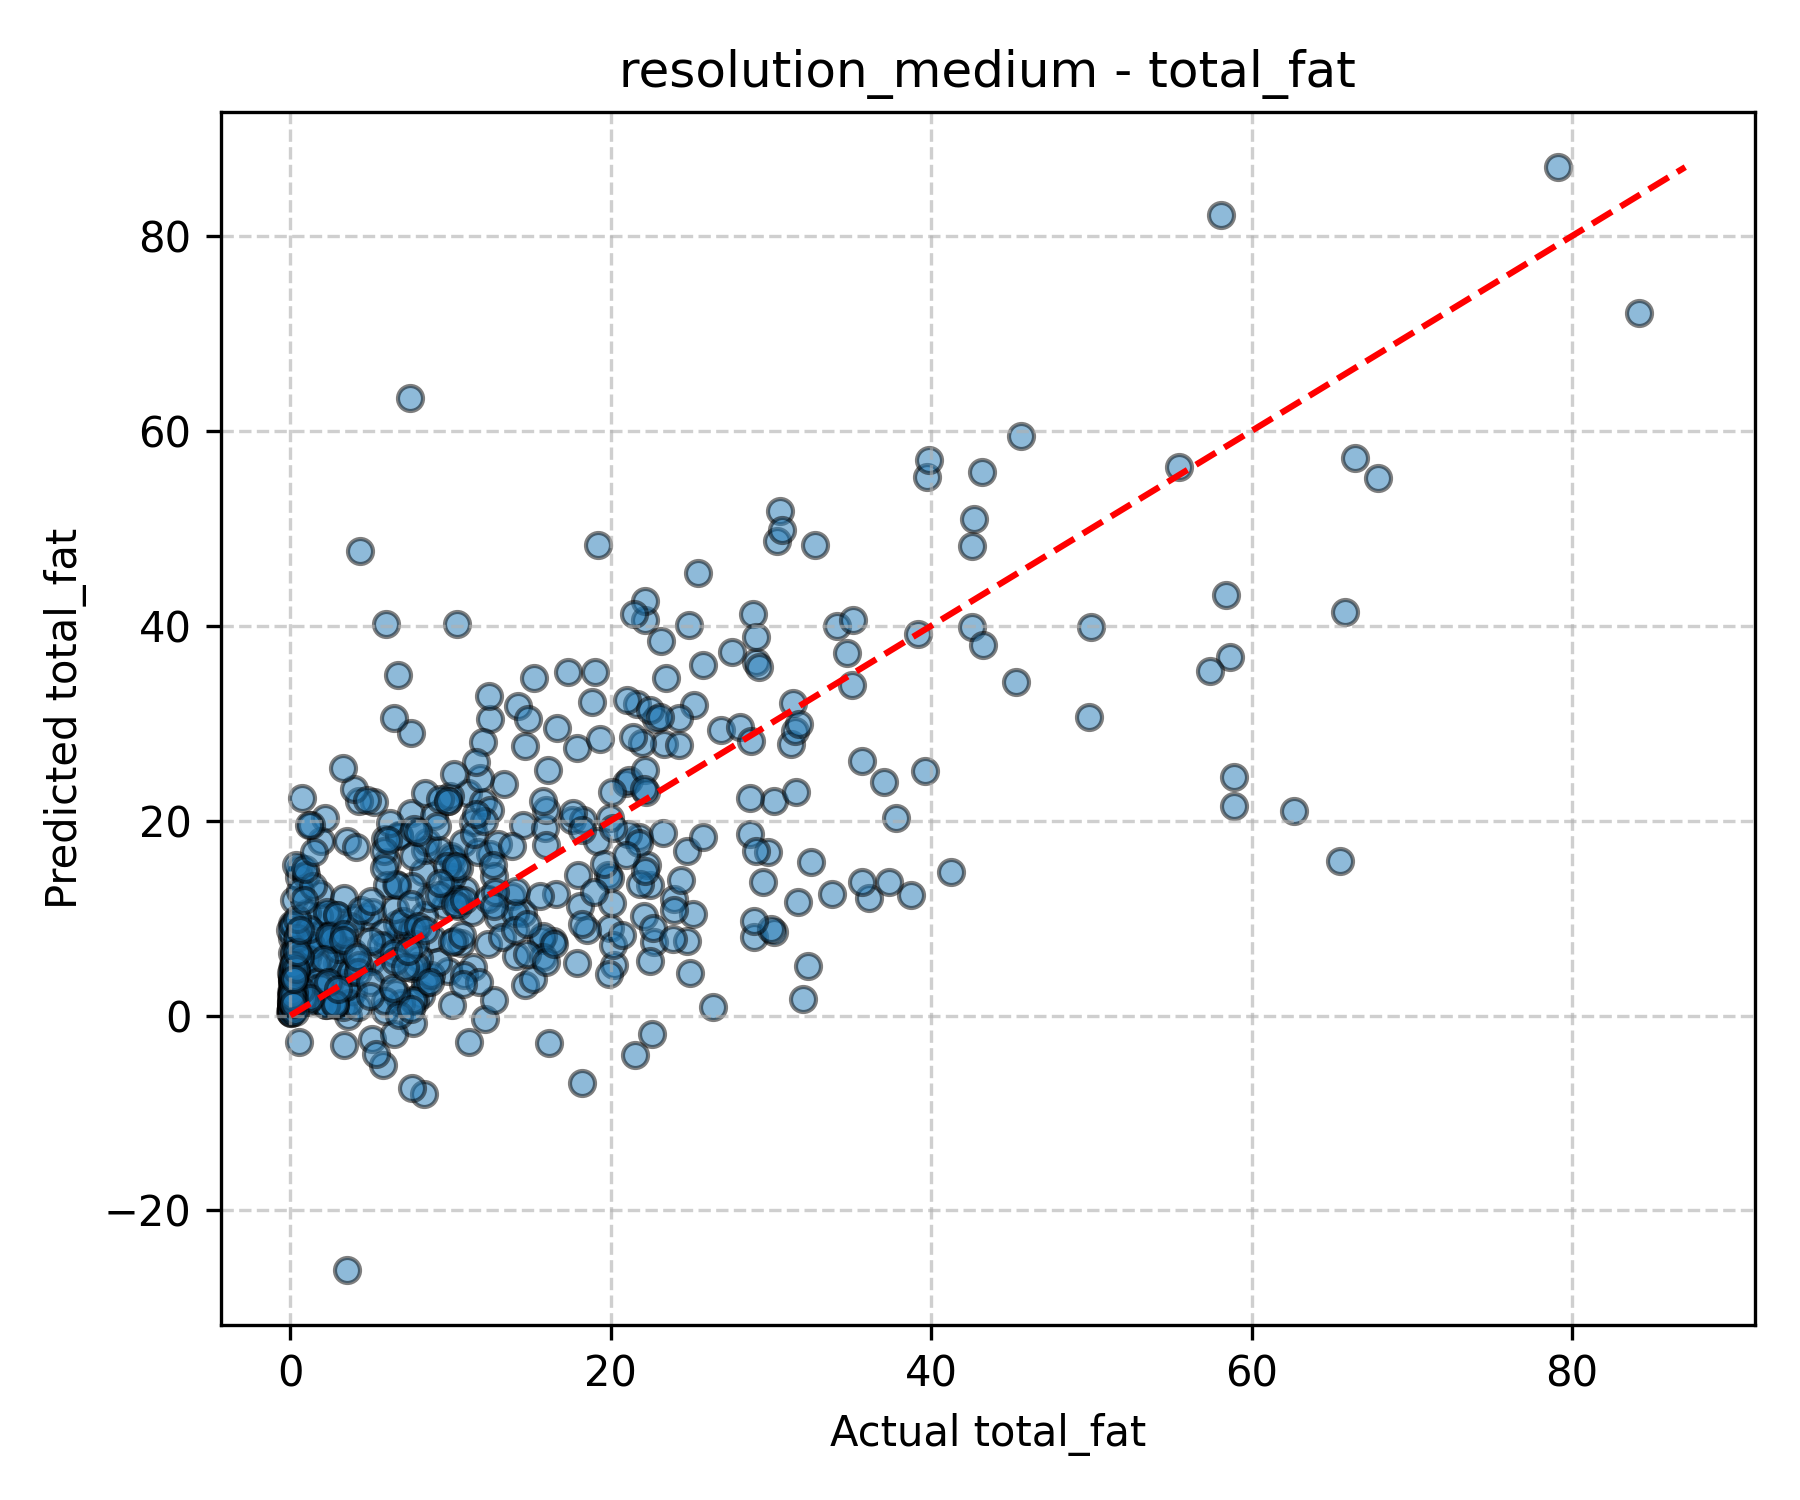 resolution_medium - total_fat
80
60
40
20
0
−20
Predicted total_fat
0 20 40 60 80
Actual total_fat